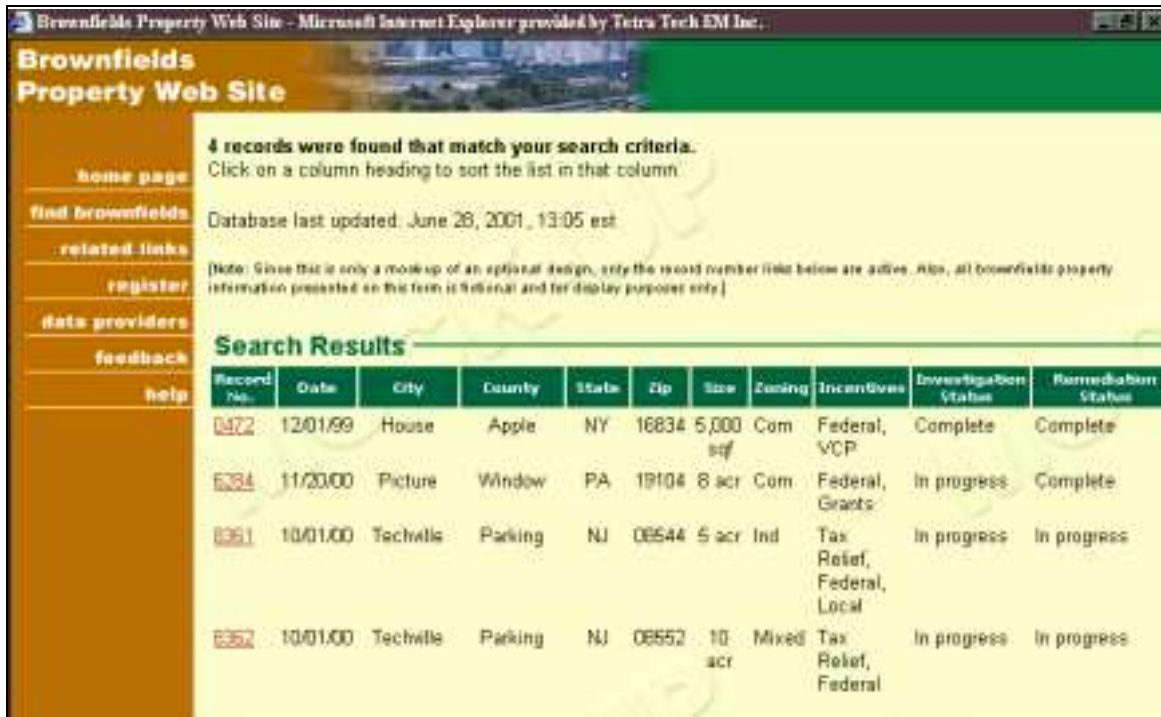 Brownfields Property Web Site - Microsoft Internet Explorer provided by Tetra Tech EM Inc.
Brownfields
Property Web Site
home page
find brownfields
related links
register
data providers
feedback
help
4 records were found that match your search criteria.
Click on a column heading to sort the list in that column
Database last updated: June 28, 2001, 13:05 est
[Note: Since this is only a mock-up of an optional design, only the record number links below are active. Also, all brownfields property
information presented on this form is fictional and for display purposes only.]
Search Results
Record No. Date City County State Zip Size Zoning Incentives Investigation Status Remediation Status
0472 12/01/99 House Apple NY 16834 5,000 sqf Com Federal, VCP Complete Complete
6284 11/20/00 Picture Window PA 19104 8 acr Com Federal, Grants In progress Complete
10/01/00 Techville Parking NJ 08544 5 acr Ind Tax Relief, Federal, Local In progress In progress
10/01/00 Techville Parking NJ 08552 10 acr Mixed Tax Relief, Federal In progress In progress